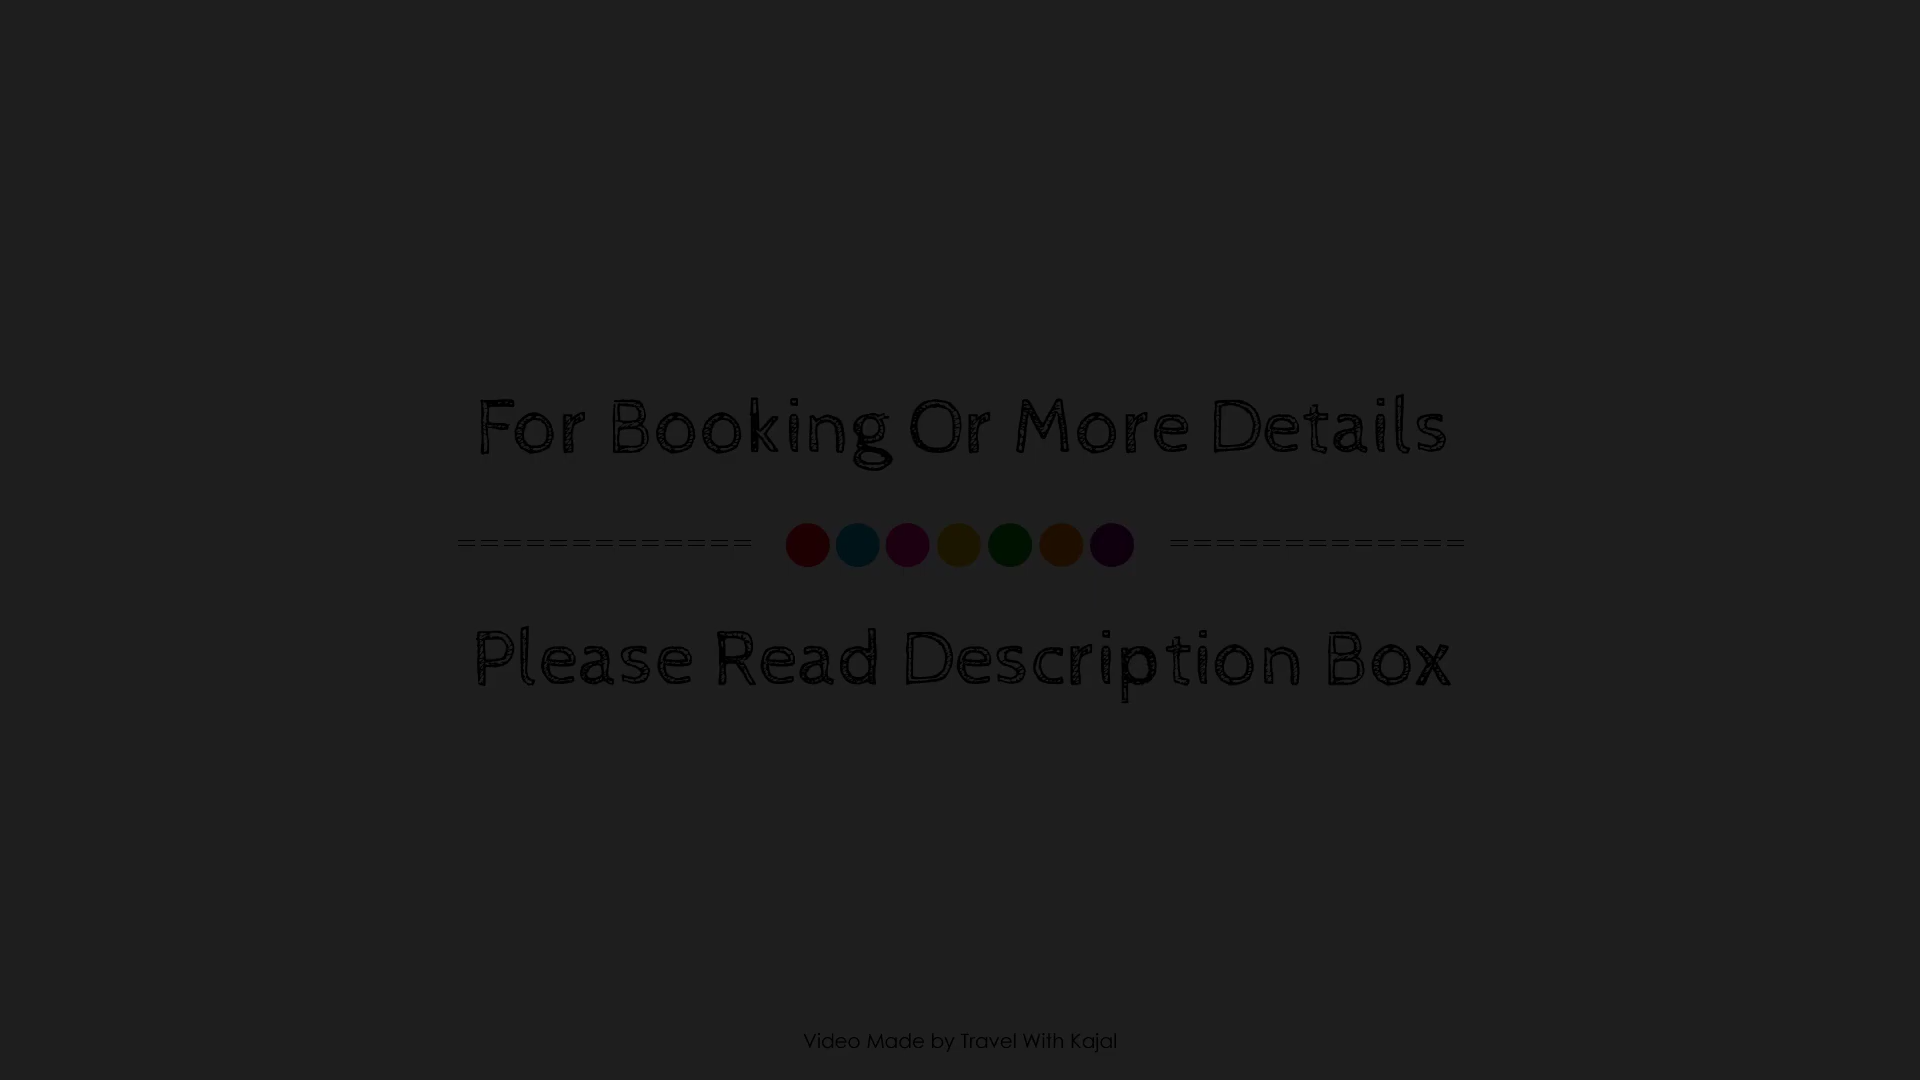 For Booking Or More Details
============= =============
Please Read Description Box
Video Made by Travel With Kajal